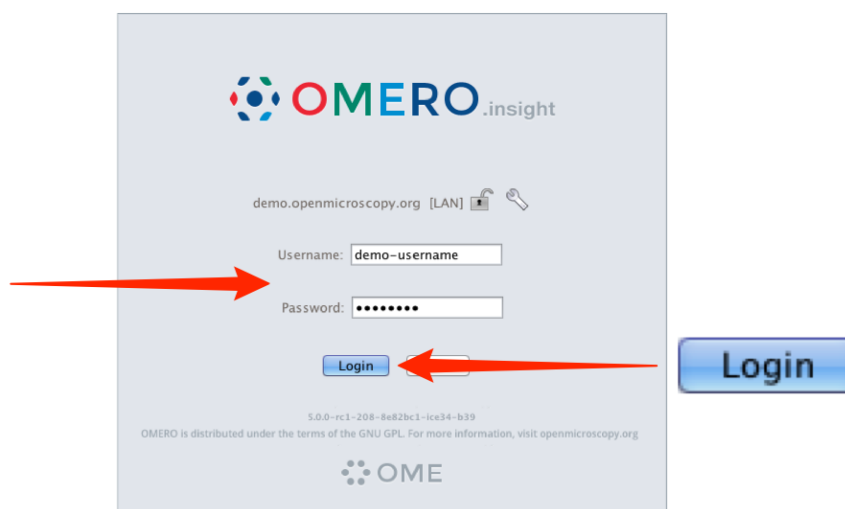 OMERO.insight
demo.openmicroscopy.org [LAN]
Username: demo-username
Password: ••••••••
Login
Login
5.0.0-rc1-208-8e82bc1-ice34-b39
OMERO is distributed under the terms of the GNU GPL. For more information, visit openmicroscopy.org
OME